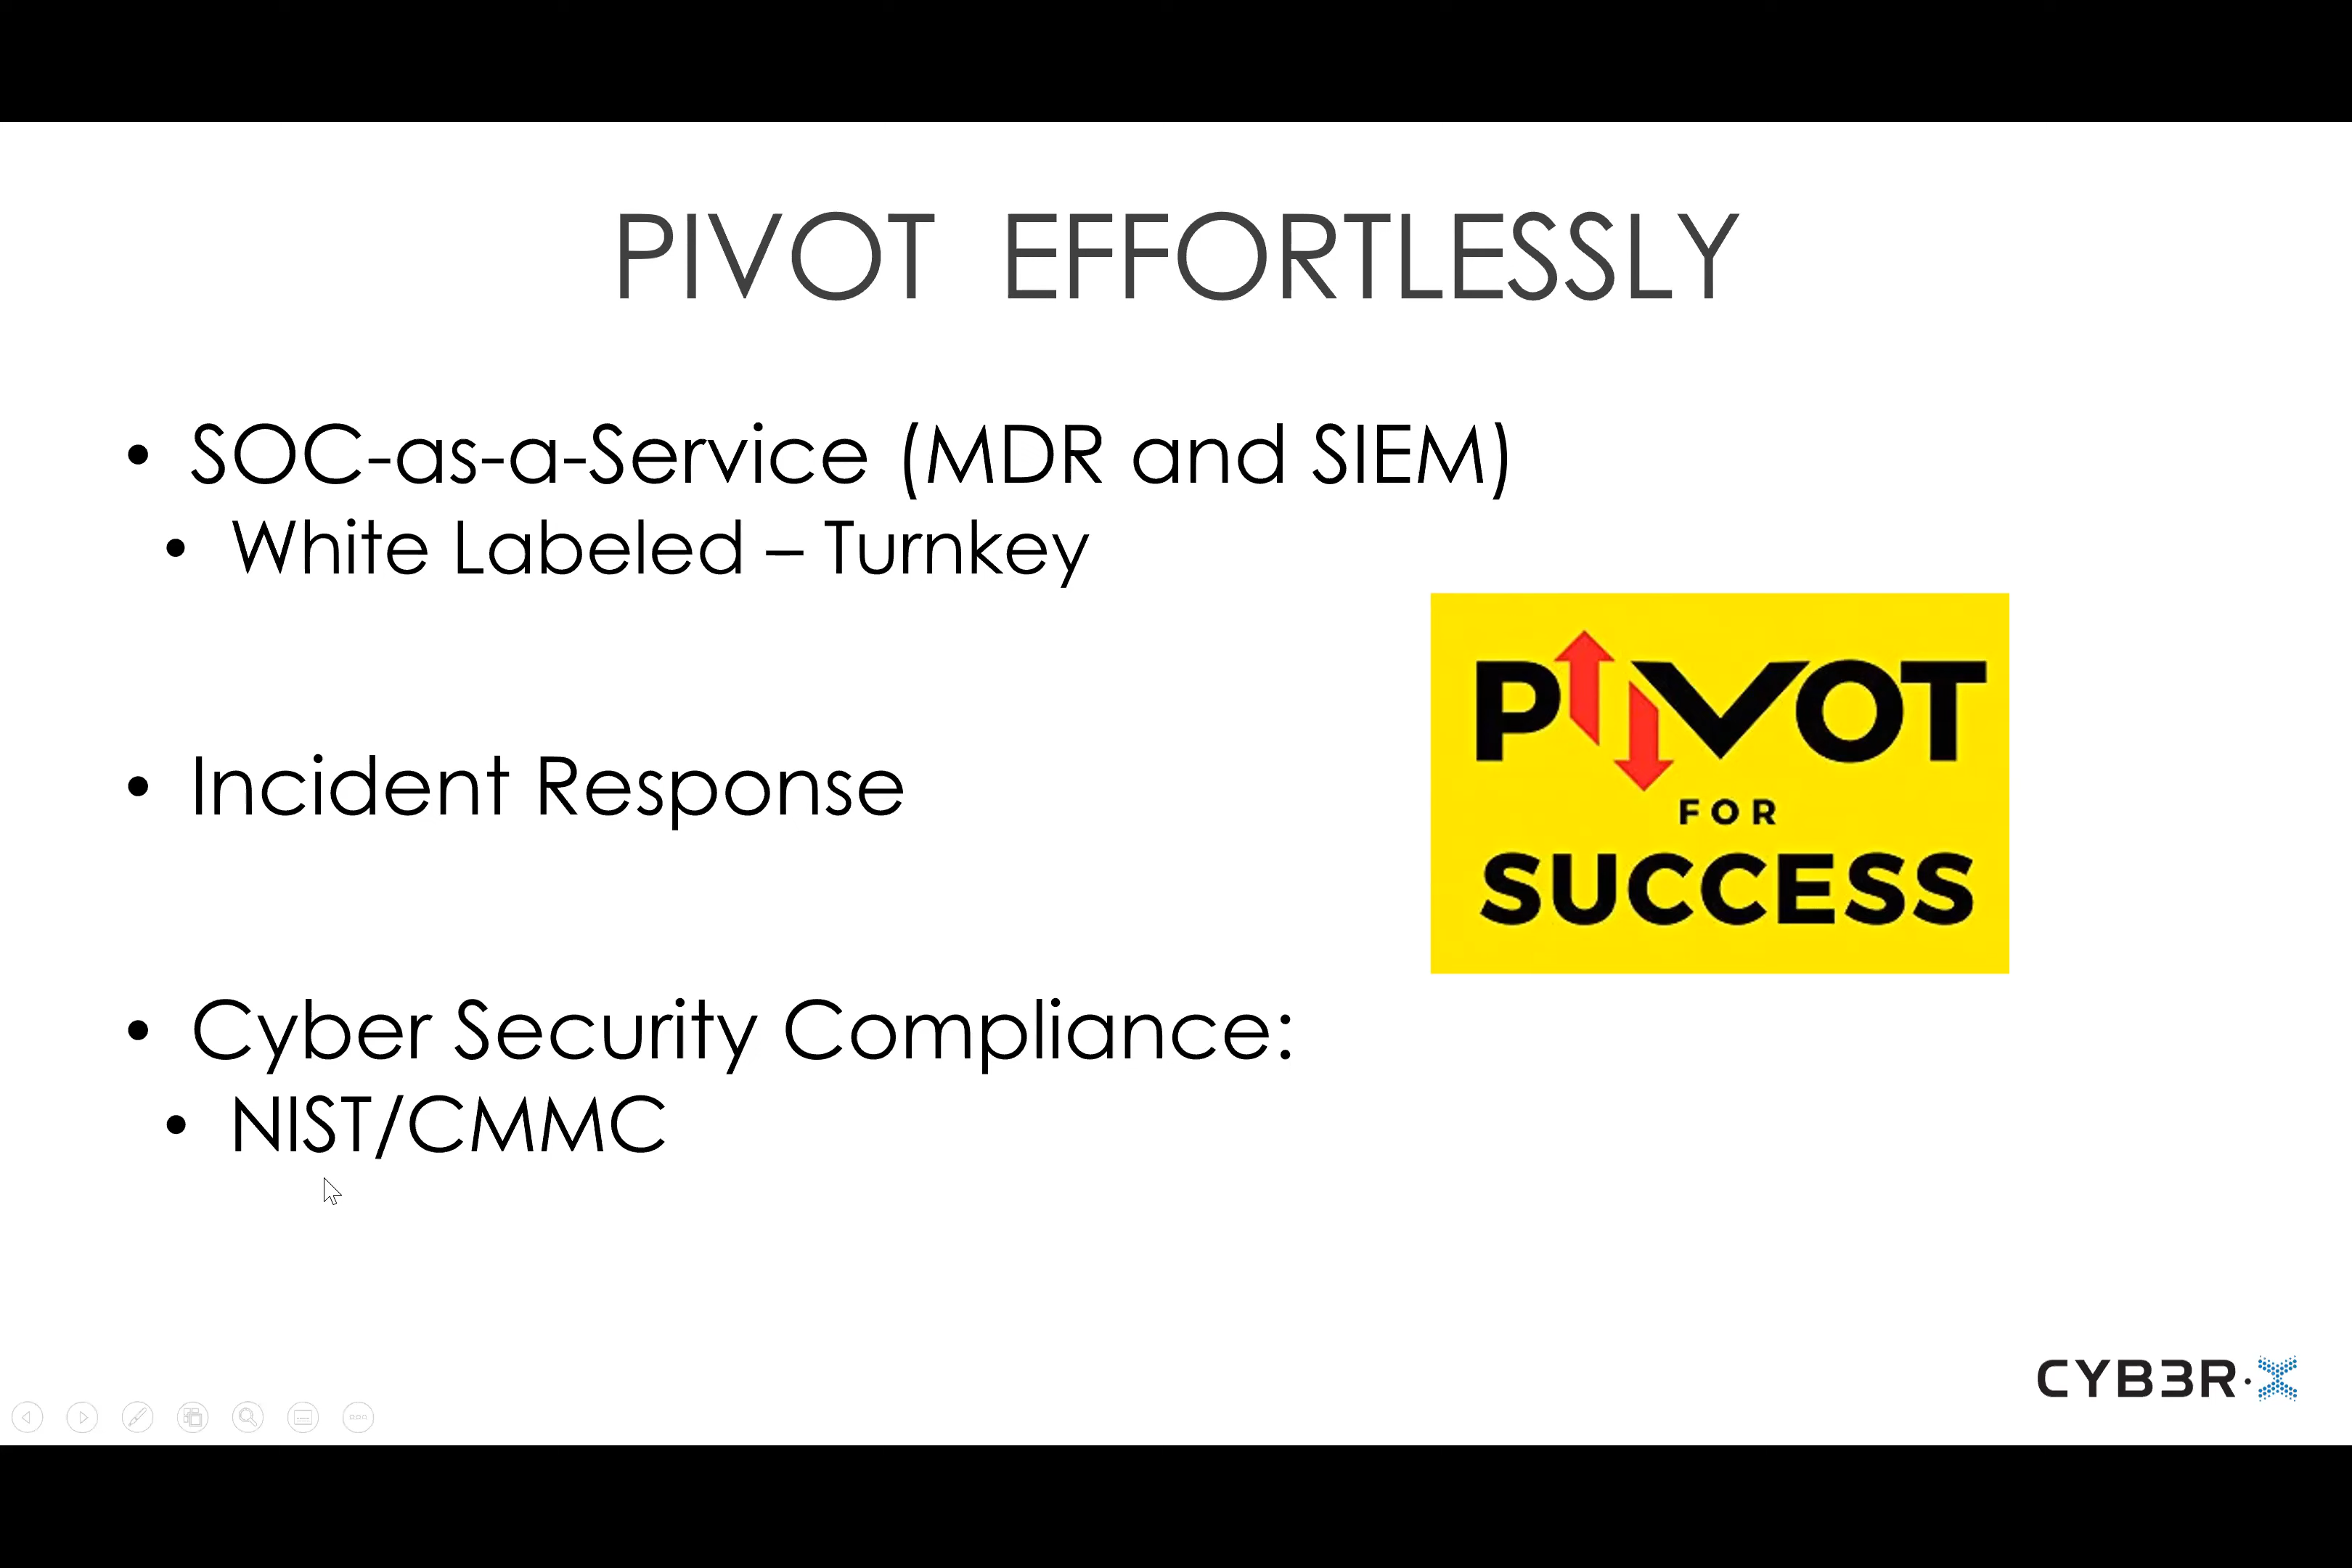 PIVOT EFFORTLESSLY
• SOC-as-a-Service (MDR and SIEM)
• White Labeled – Turnkey
• Incident Response
• Cyber Security Compliance:
• NIST/CMMC
PIVOT
FOR
SUCCESS
CYB3R·X